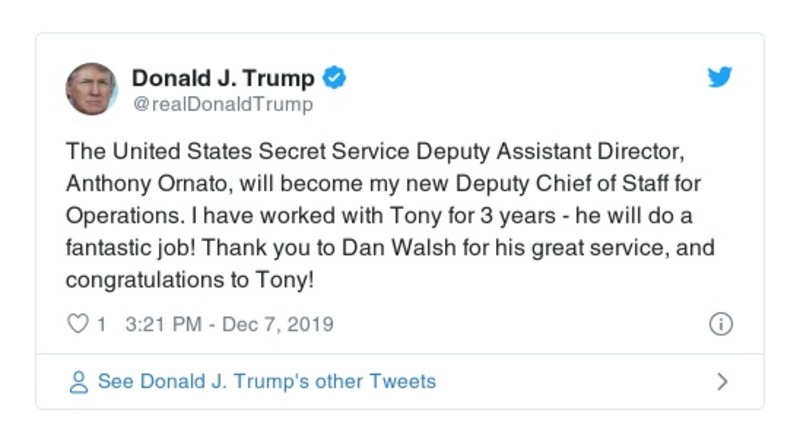 Donald J. Trump
@realDonaldTrump
The United States Secret Service Deputy Assistant Director,
Anthony Ornato, will become my new Deputy Chief of Staff for
Operations. I have worked with Tony for 3 years - he will do a
fantastic job! Thank you to Dan Walsh for his great service, and
congratulations to Tony!
1 3:21 PM - Dec 7, 2019
See Donald J. Trump's other Tweets